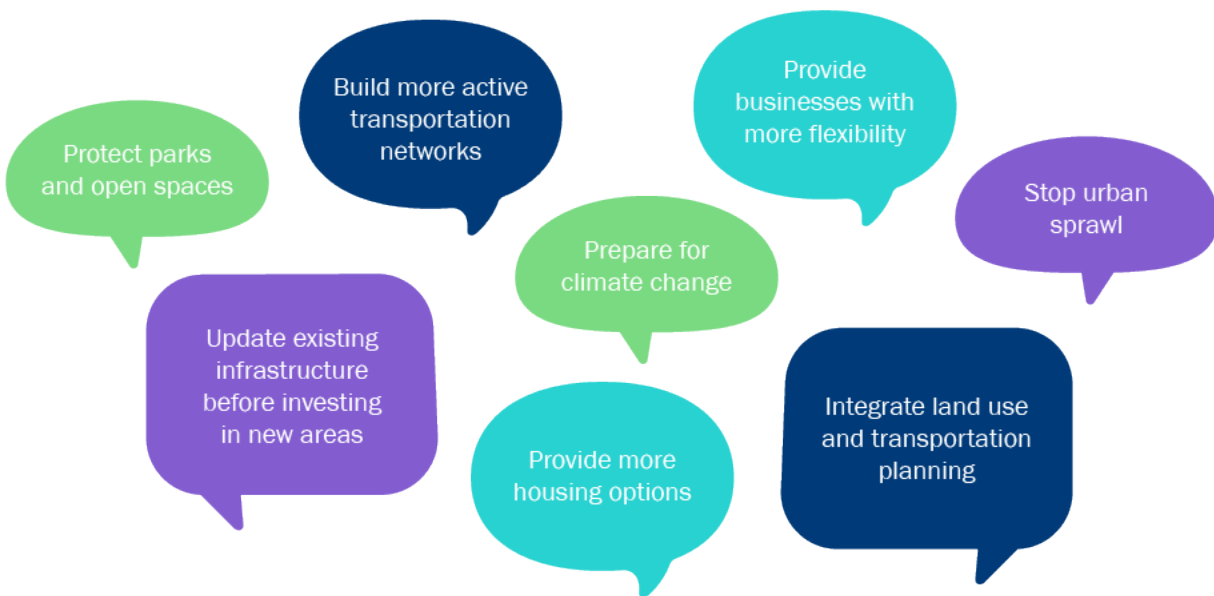 Protect parks
and open spaces
Build more active
transportation
networks
Provide
businesses with
more flexibility
Stop urban
sprawl
Prepare for
climate change
Update existing
infrastructure
before investing
in new areas
Provide more
housing options
Integrate land use
and transportation
planning